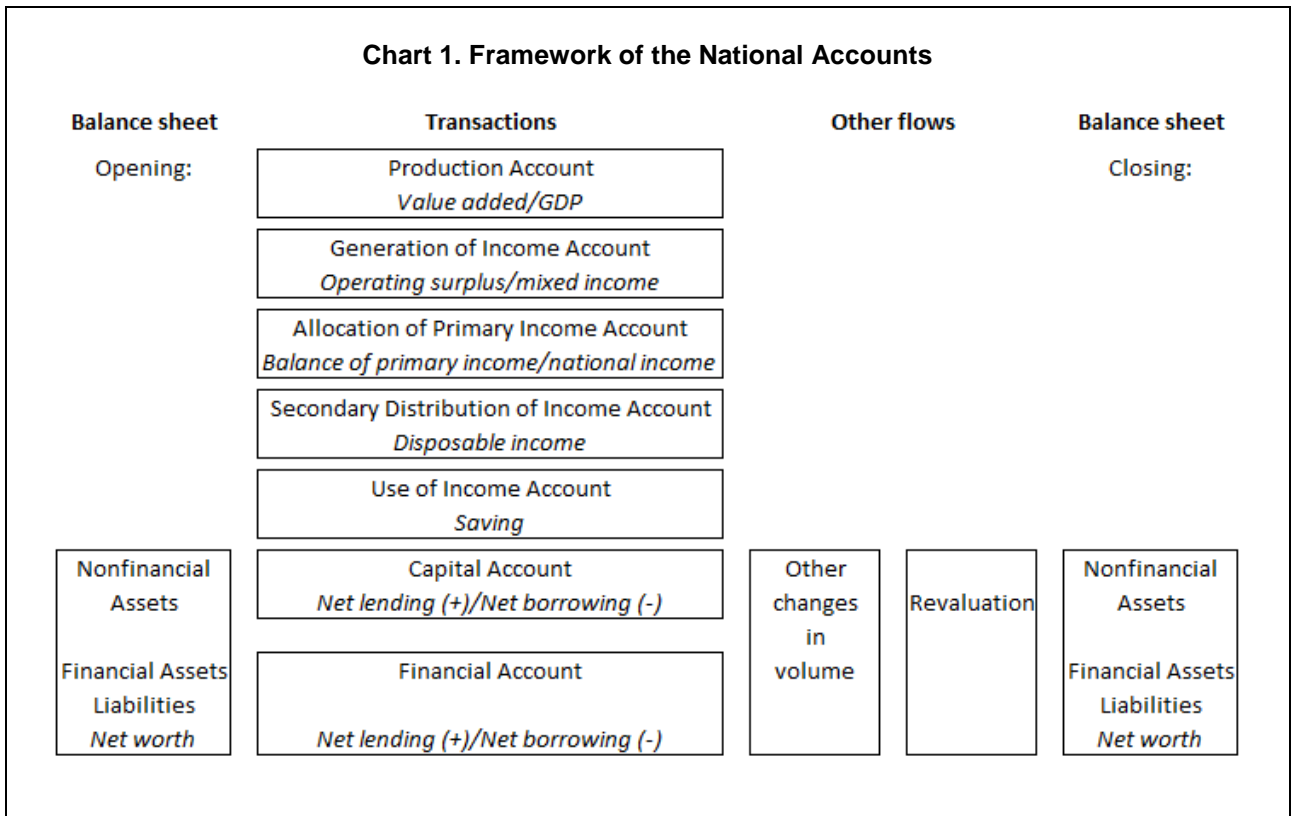 Chart 1. Framework of the National Accounts
Balance sheet
Transactions
Other flows
Balance sheet
Opening:
Closing:
Production Account
Value added/GDP
Generation of Income Account
Operating surplus/mixed income
Allocation of Primary Income Account
Balance of primary income/national income
Secondary Distribution of Income Account
Disposable income
Use of Income Account
Saving
Nonfinancial
Assets
Financial Assets
Liabilities
Net worth
Capital Account
Net lending (+)/Net borrowing (-)
Financial Account
Net lending (+)/Net borrowing (-)
Other
changes
in
volume
Revaluation
Nonfinancial
Assets
Financial Assets
Liabilities
Net worth